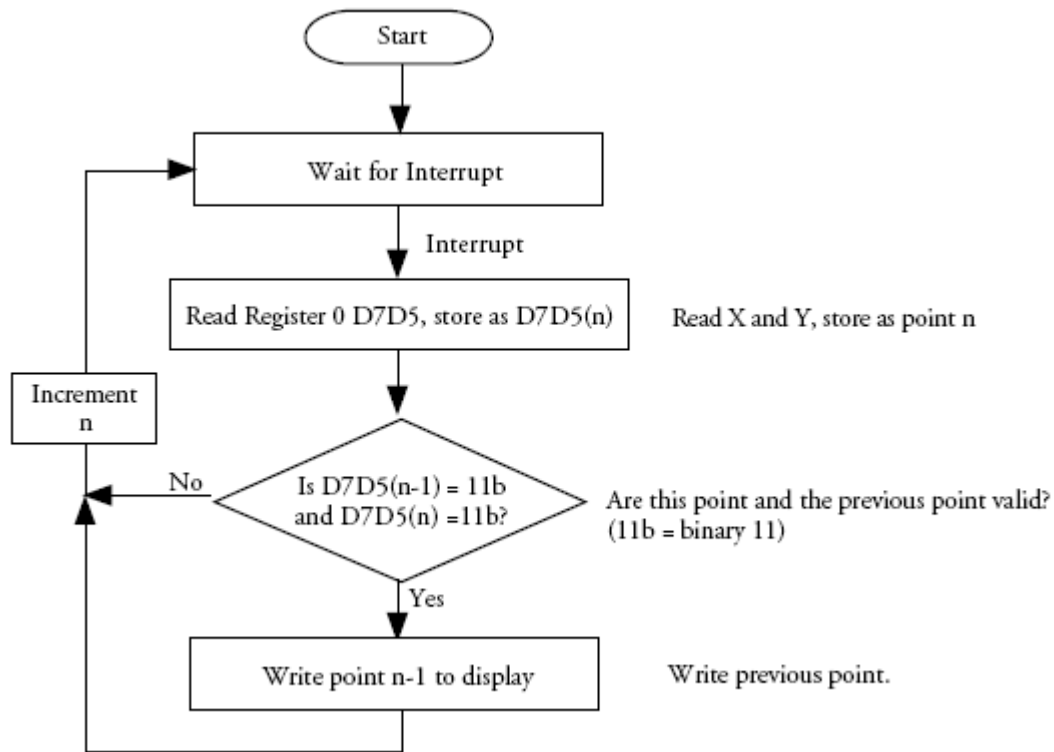 Start
Wait for Interrupt
Interrupt
Read Register 0 D7D5, store as D7D5(n)
Read X and Y, store as point n
Increment
n
No
Is D7D5(n-1) = 11b
and D7D5(n) =11b?
Are this point and the previous point valid?
(11b = binary 11)
Yes
Write point n-1 to display
Write previous point.